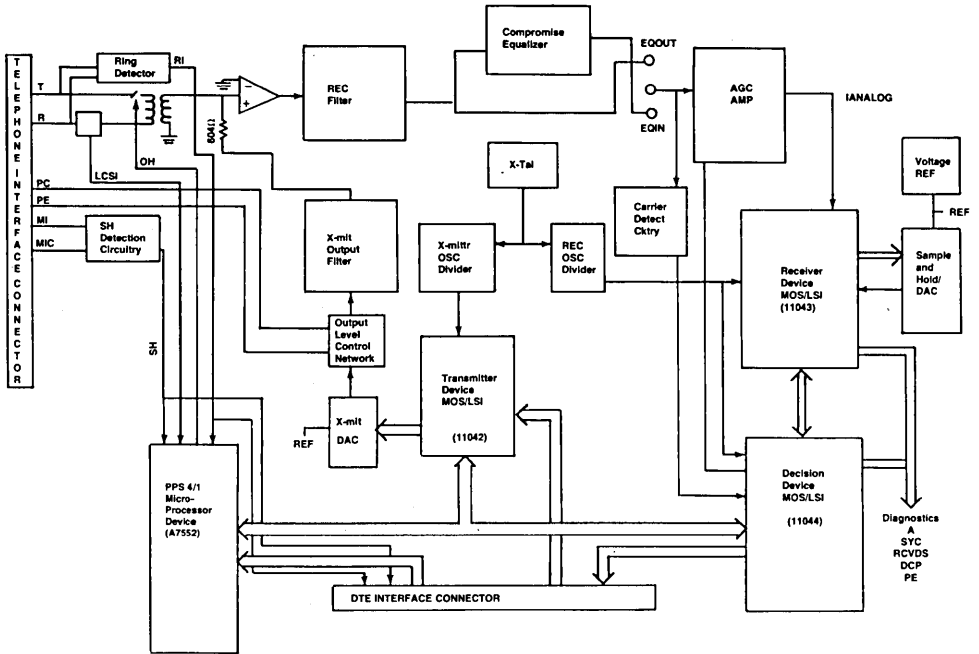 TELEPHONE INTERFACE CONNECTOR
T
R
PC
PE
MI
MIC
Ring
Detector
RI
OH
LCSI
SH
Detection
Circuitry
SH
604Ω
−
+
REC
Filter
Compromise
Equalizer
EQOUT
EQIN
AGC
AMP
IANALOG
Voltage
REF
REF
Sample
and
Hold/
DAC
X-Tal
Carrier
Detect
Cktry
X-mit
Output
Filter
X-mittr
OSC
Divider
REC
OSC
Divider
Receiver
Device
MOS/LSI
(11043)
Output
Level
Control
Network
Transmitter
Device
MOS/LSI
(11042)
X-mit
DAC
REF
PPS 4/1
Micro-
Processor
Device
(A7552)
Decision
Device
MOS/LSI
(11044)
Diagnostics
A
SYC
RCVDS
DCP
PE
DTE INTERFACE CONNECTOR